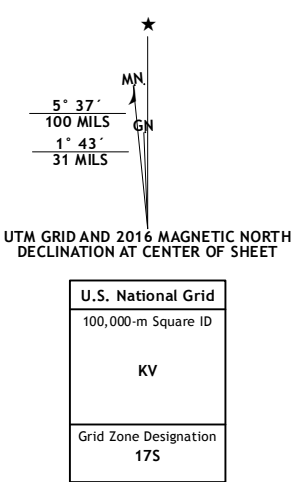 MN.
5° 37´
100 MILS
GN
1° 43´
31 MILS
UTM GRID AND 2016 MAGNETIC NORTH
DECLINATION AT CENTER OF SHEET
U.S. National Grid
100,000-m Square ID
KV
Grid Zone Designation
17S